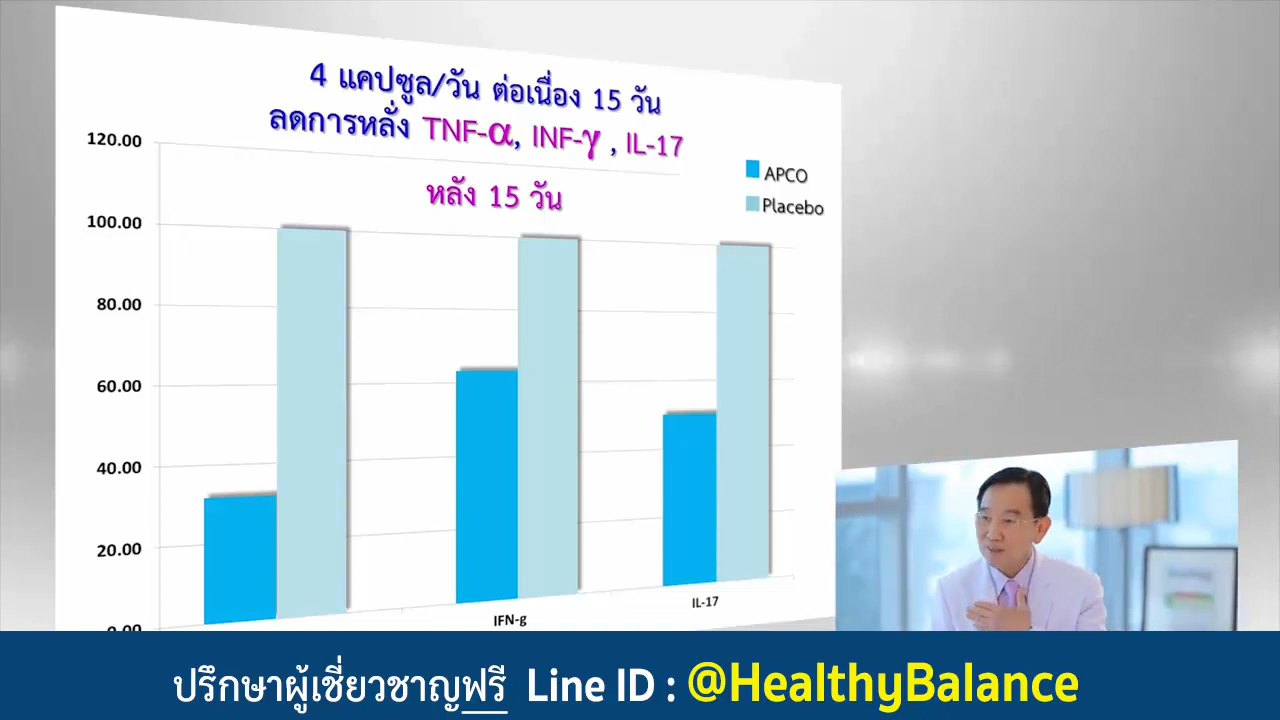 4 แคปซูล/วัน ต่อเนื่อง 15 วัน
ลดการหลั่ง TNF-α, INF-γ , IL-17
หลัง 15 วัน
APCO
Placebo
120.00
100.00
80.00
60.00
40.00
20.00
0.00
IFN-g
IL-17
ปรึกษาผู้เชี่ยวชาญฟรี Line ID : @HealthyBalance